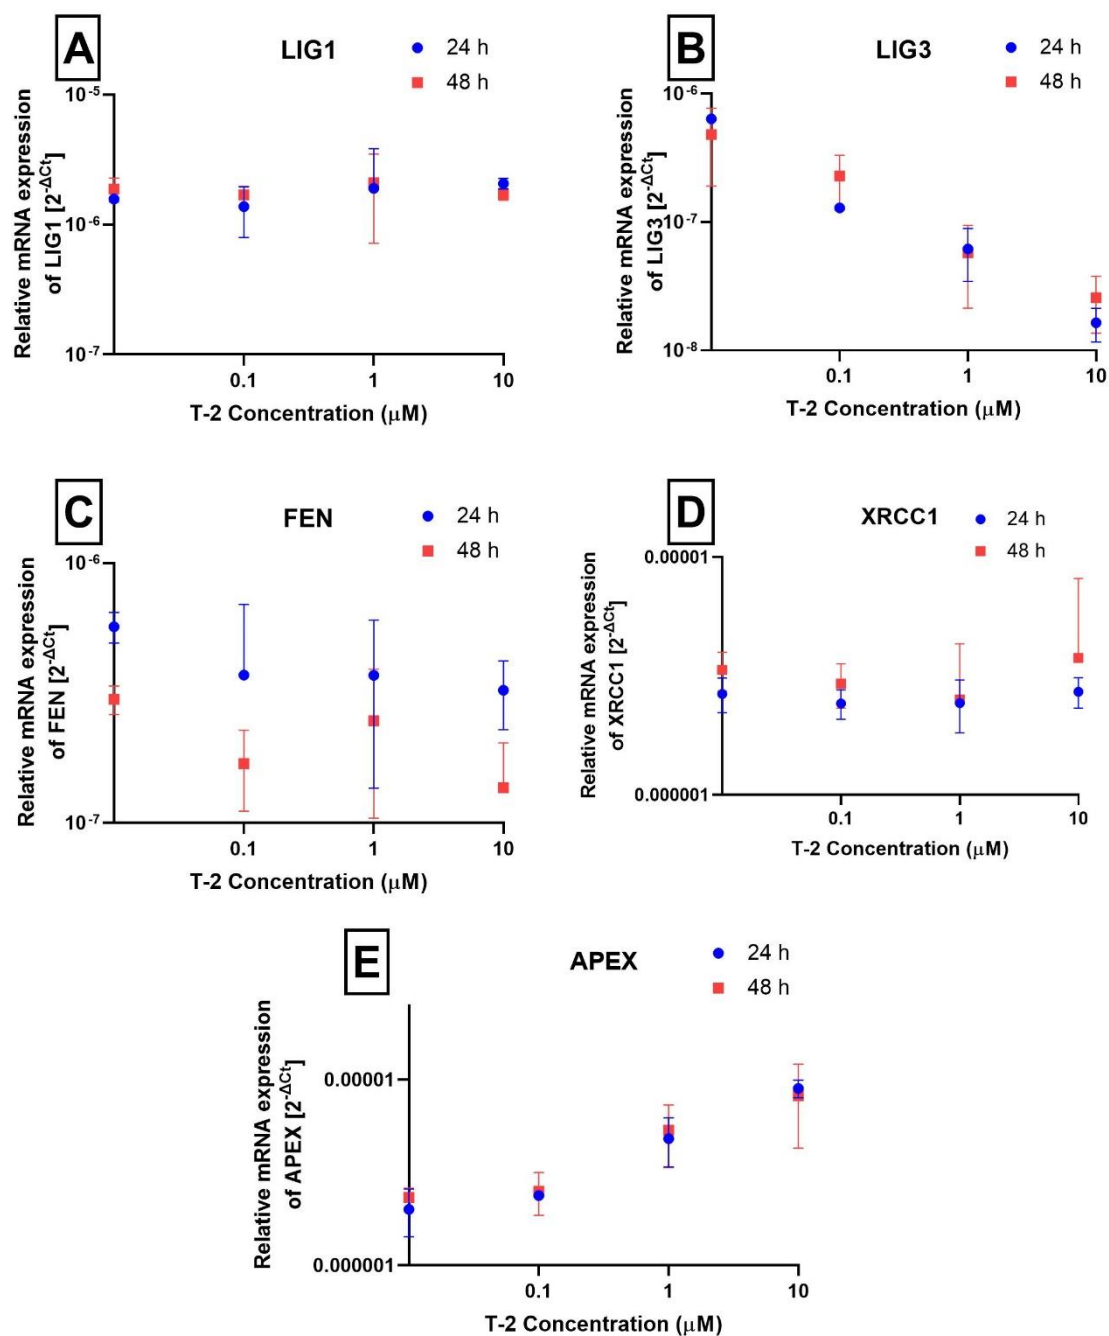 A
LIG1
24 h
48 h
Relative mRNA expression
of LIG1 [2^-ΔCt]
10^-5
10^-6
10^-7
0.1 1 10
T-2 Concentration (μM)
B
LIG3
24 h
48 h
Relative mRNA expression
of LIG3 [2^-ΔCt]
10^-6
10^-7
10^-8
0.1 1 10
T-2 Concentration (μM)
C
FEN
24 h
48 h
Relative mRNA expression
of FEN [2^-ΔCt]
10^-6
10^-7
0.1 1 10
T-2 Concentration (μM)
D
XRCC1
24 h
48 h
Relative mRNA expression
of XRCC1 [2^-ΔCt]
0.00001
0.000001
0.1 1 10
T-2 Concentration (μM)
E
APEX
24 h
48 h
Relative mRNA expression
of APEX [2^-ΔCt]
0.00001
0.000001
0.1 1 10
T-2 Concentration (μM)